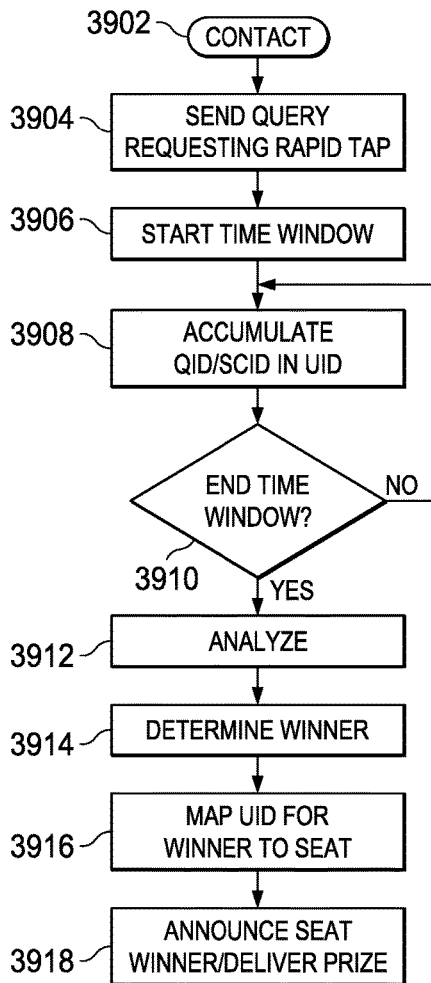 3902
CONTACT
3904
SEND QUERY
REQUESTING RAPID TAP
3906
START TIME WINDOW
3908
ACCUMULATE
QID/SCID IN UID
END TIME
WINDOW?
NO
3910
YES
3912
ANALYZE
3914
DETERMINE WINNER
3916
MAP UID FOR
WINNER TO SEAT
3918
ANNOUNCE SEAT
WINNER/DELIVER PRIZE